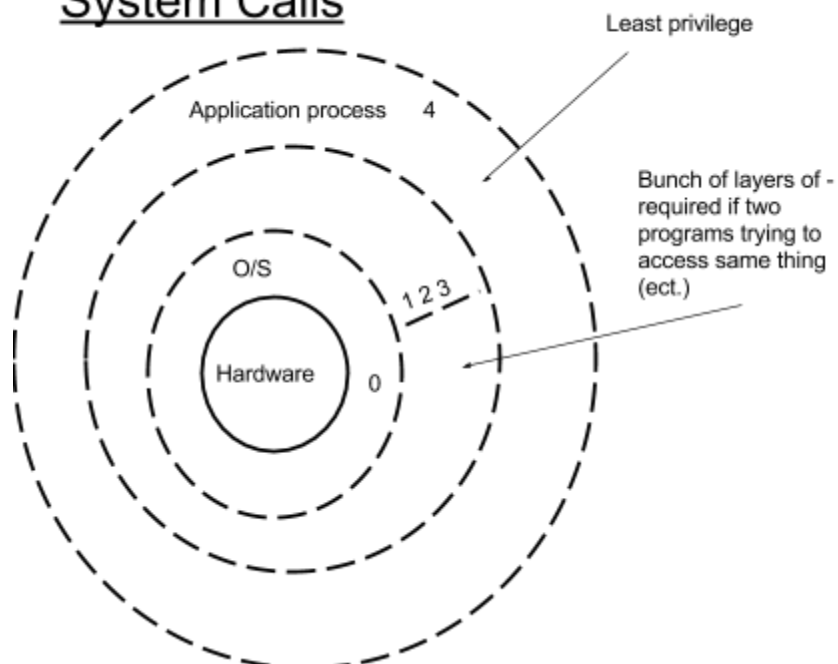 System Calls
Least privilege
Application process 4
Bunch of layers of -
required if two
programs trying to
access same thing
(ect.)
O/S
1 2 3
Hardware
0